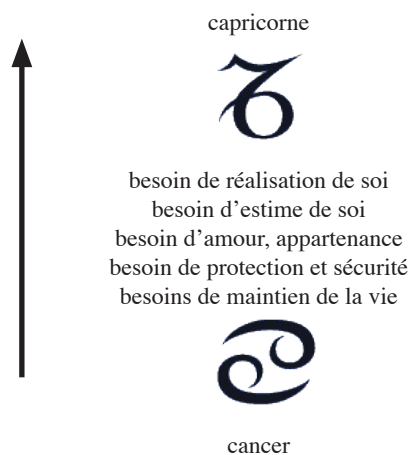 capricorne
besoin de réalisation de soi
besoin d’estime de soi
besoin d’amour, appartenance
besoin de protection et sécurité
besoins de maintien de la vie
cancer